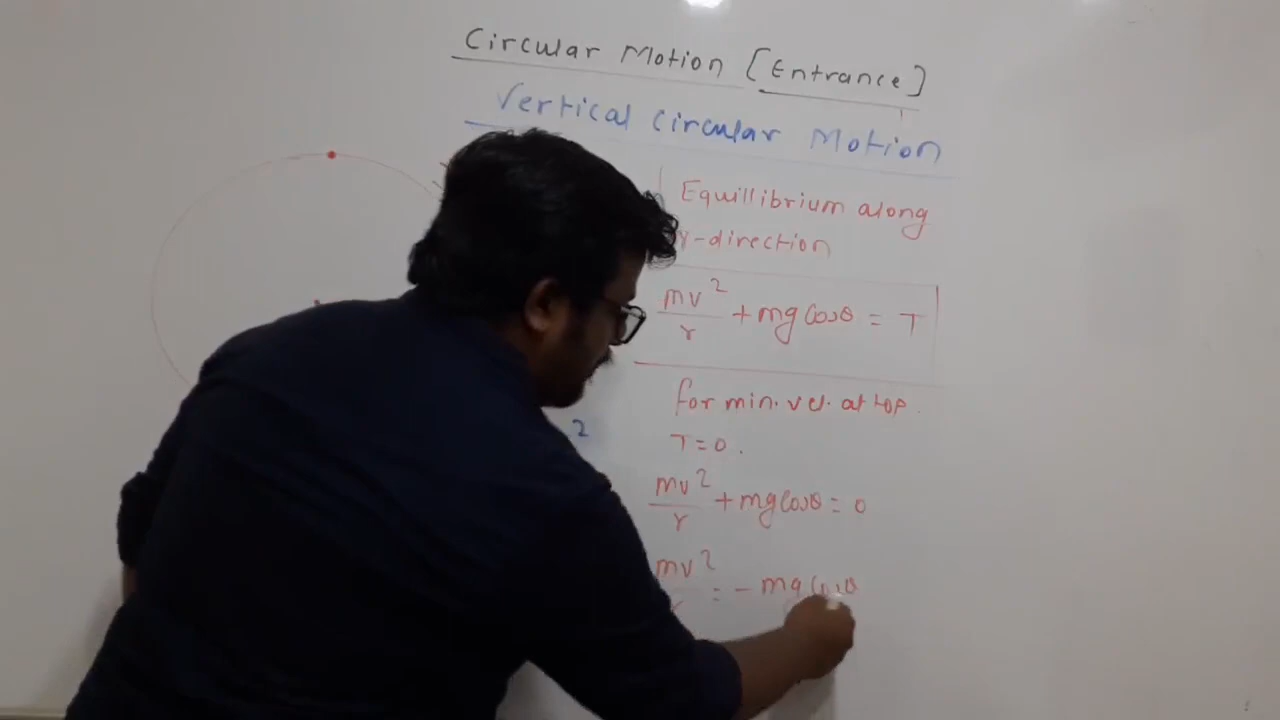 Circular Motion [Entrance]
Vertical Circular Motion
Equillibrium along
r-direction
mv²/r + mg cosθ = T
for min. vel. at top.
T = 0.
mv²/r + mg cosθ = 0
mv²/r = - mg cosθ
2